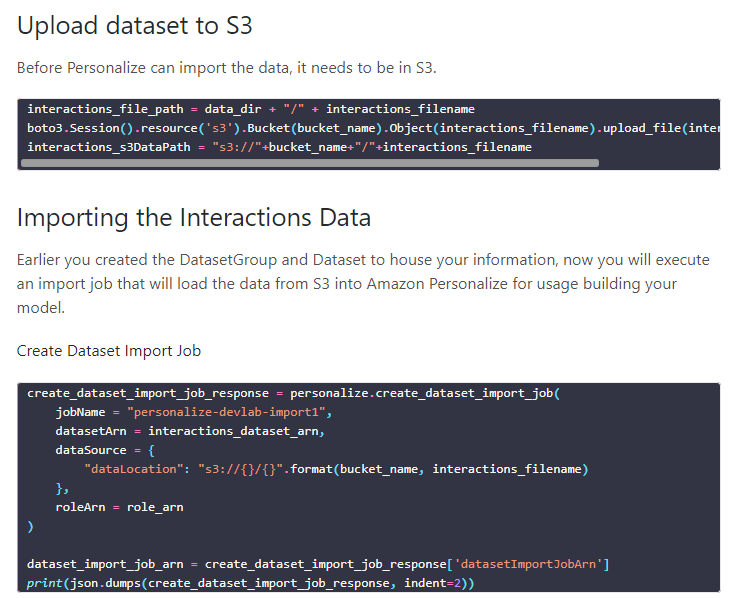 Upload dataset to S3
Before Personalize can import the data, it needs to be in S3.
interactions_file_path = data_dir + "/" + interactions_filename
boto3.Session().resource('s3').Bucket(bucket_name).Object(interactions_filename).upload_file(inter
interactions_s3DataPath = "s3://"+bucket_name+"/"+interactions_filename
Importing the Interactions Data
Earlier you created the DatasetGroup and Dataset to house your information, now you will execute
an import job that will load the data from S3 into Amazon Personalize for usage building your
model.
Create Dataset Import Job
create_dataset_import_job_response = personalize.create_dataset_import_job(
    jobName = "personalize-devlab-import1",
    datasetArn = interactions_dataset_arn,
    dataSource = {
        "dataLocation": "s3://{}/{}".format(bucket_name, interactions_filename)
    },
    roleArn = role_arn
)
dataset_import_job_arn = create_dataset_import_job_response['datasetImportJobArn']
print(json.dumps(create_dataset_import_job_response, indent=2))